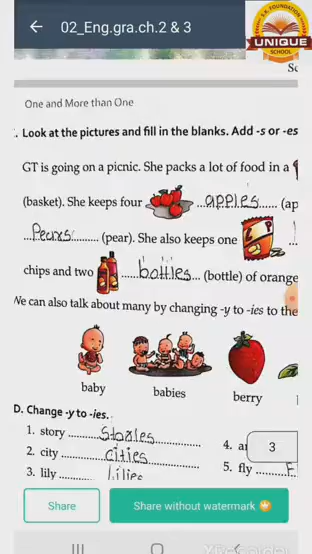 02_Eng.gra.ch.2 & 3
S.R. FOUNDATION
UNIQUE
SCHOOL
Sc
One and More than One
. Look at the pictures and fill in the blanks. Add -s or -es
GT is going on a picnic. She packs a lot of food in a
(basket). She keeps four ...apples..... (ap
...Pears......... (pear). She also keeps one
chips and two .....bottles... (bottle) of orange
We can also talk about many by changing -y to -ies to the
baby babies berry
D. Change -y to -ies.
1. story ..........Stories..........
2. city ..........cities..........
3. lily ..........lilies
4. a
5. fly ..........F
3
Share
Share without watermark